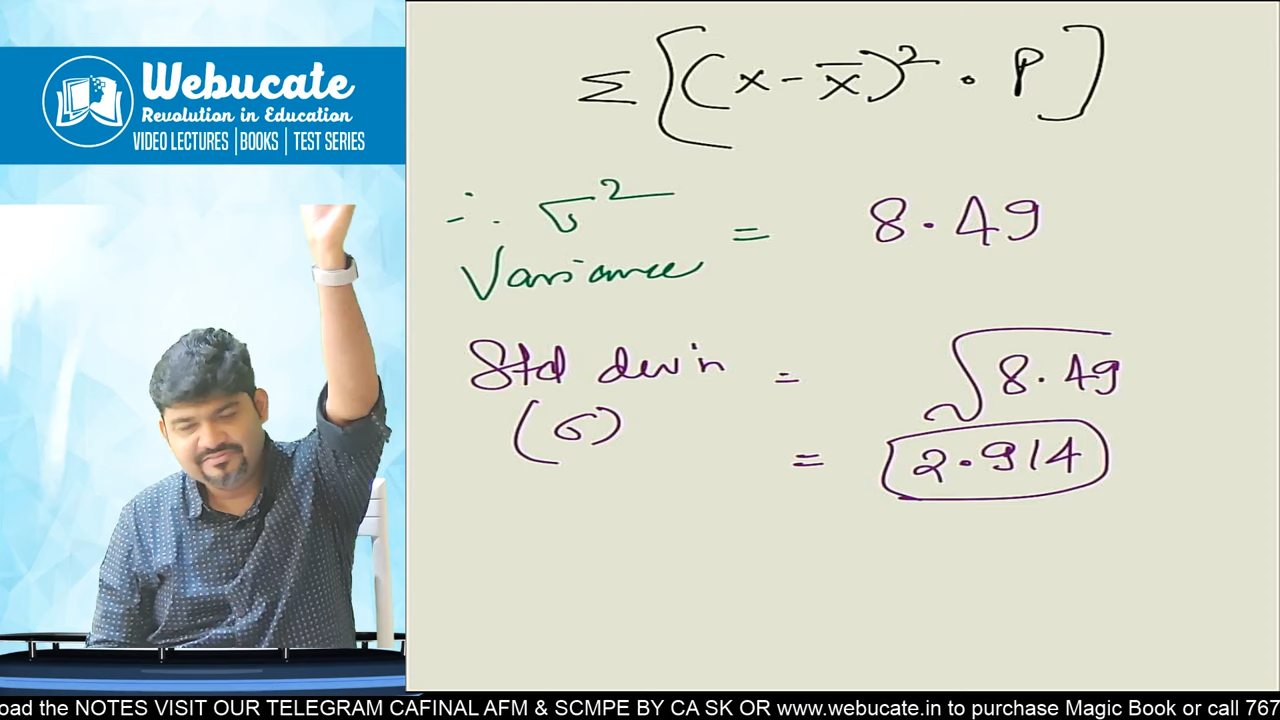 Webucate
Revolution in Education
VIDEO LECTURES | BOOKS | TEST SERIES
Σ [(x - x̄)² · P]
∴ σ² = 8.49
Variance
Std dev'n = √8.49
(σ)
= 2.914
oad the NOTES VISIT OUR TELEGRAM CAFINAL AFM & SCMPE BY CA SK OR www.webucate.in to purchase Magic Book or call 767